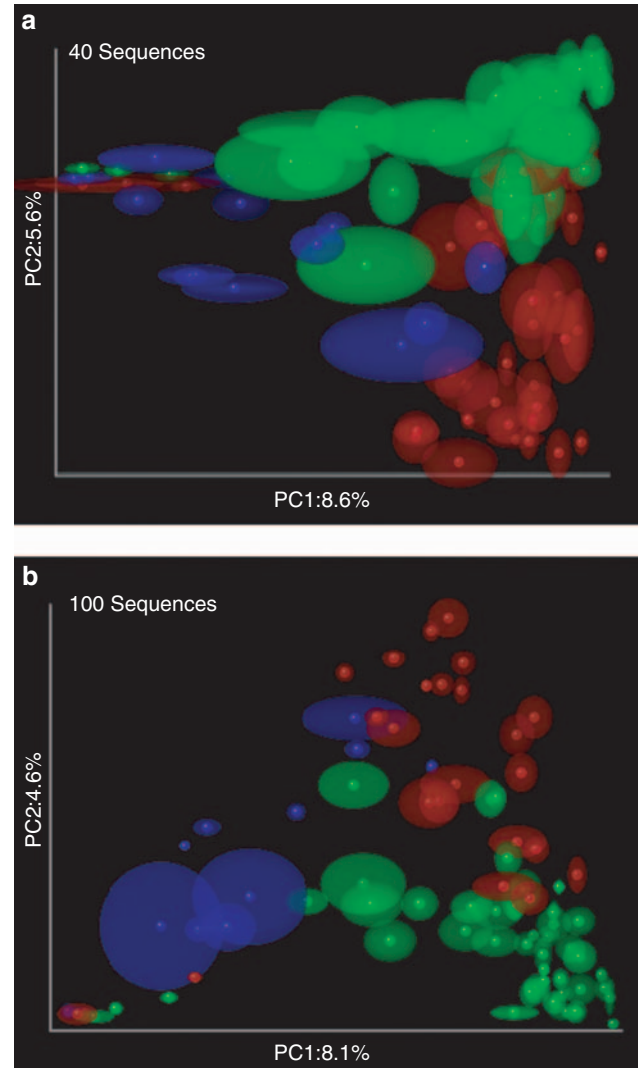 a
40 Sequences
PC2:5.6%
PC1:8.6%
b
100 Sequences
PC2:4.6%
PC1:8.1%